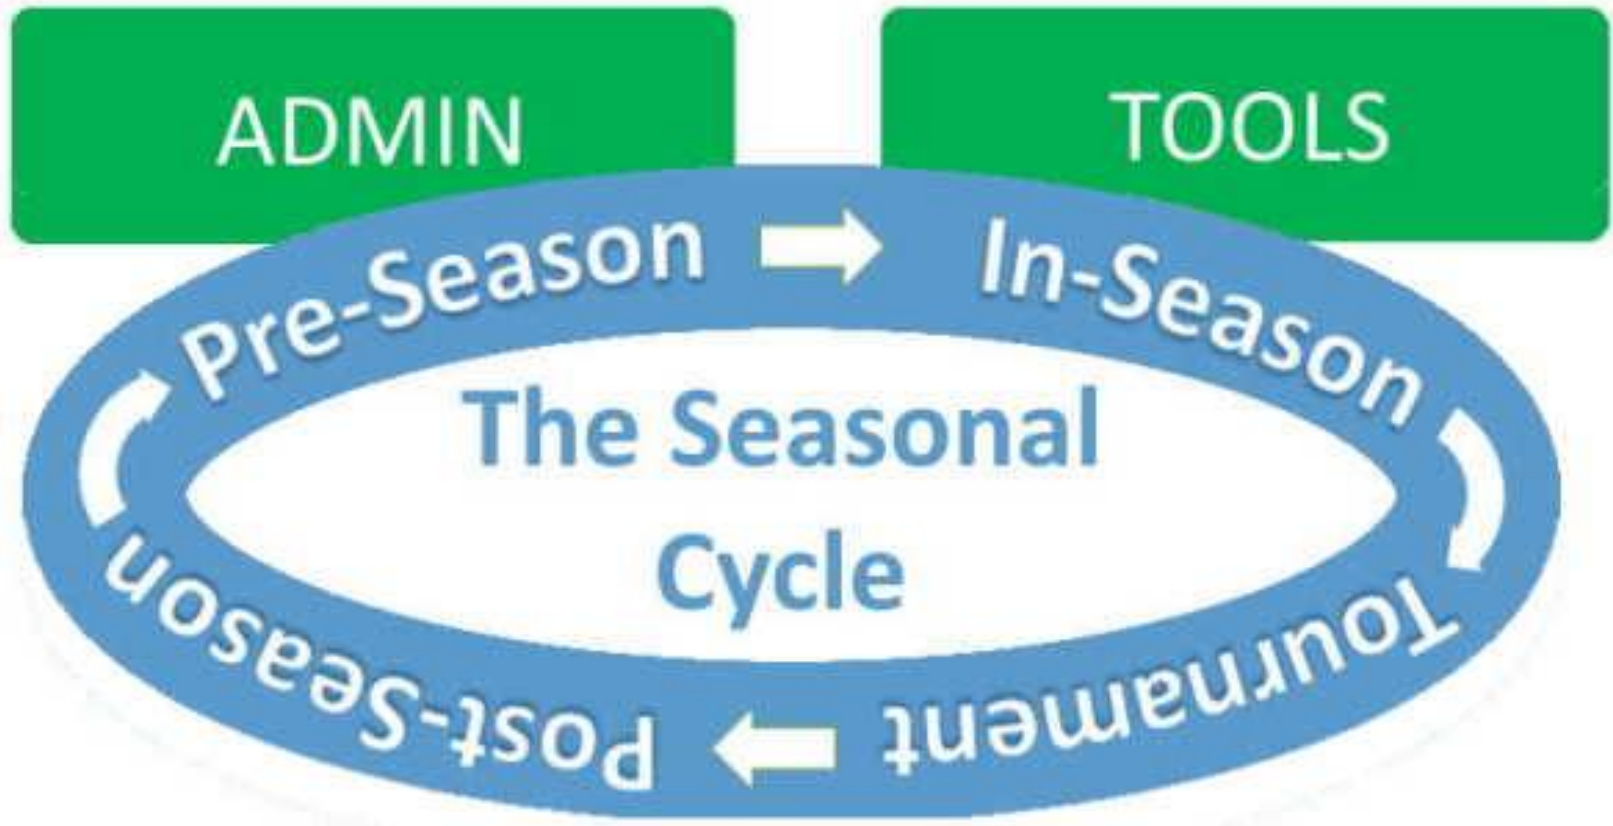 ADMIN
TOOLS
Pre-Season
In-Season
Tournament
Post-Season
The Seasonal
Cycle